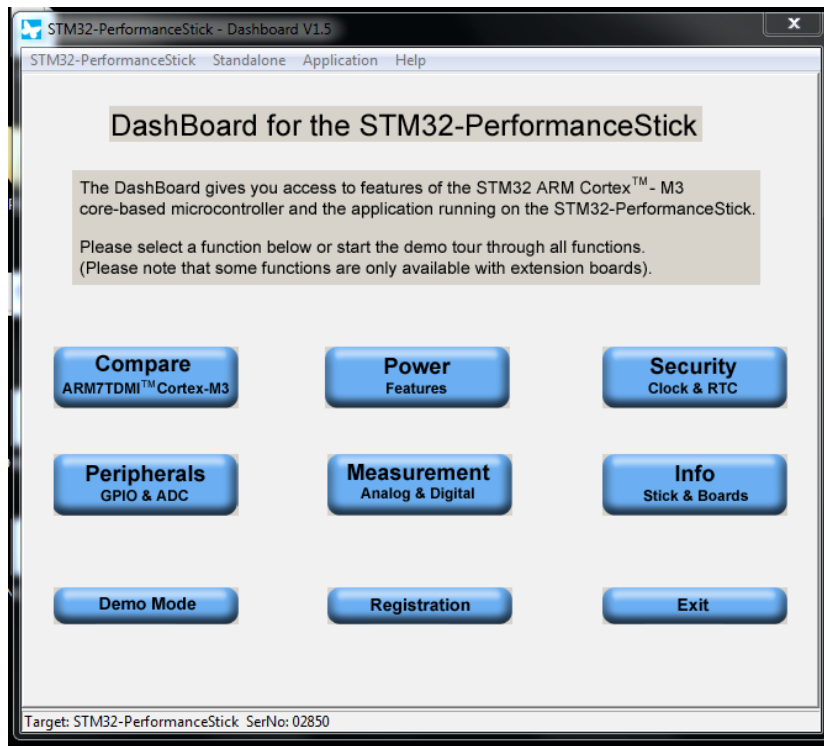 STM32-PerformanceStick - Dashboard V1.5
STM32-PerformanceStick Standalone Application Help
DashBoard for the STM32-PerformanceStick
The DashBoard gives you access to features of the STM32 ARM Cortex™- M3
core-based microcontroller and the application running on the STM32-PerformanceStick.
Please select a function below or start the demo tour through all functions.
(Please note that some functions are only available with extension boards).
Compare
ARM7TDMI™Cortex-M3
Power
Features
Security
Clock & RTC
Peripherals
GPIO & ADC
Measurement
Analog & Digital
Info
Stick & Boards
Demo Mode
Registration
Exit
Target: STM32-PerformanceStick SerNo: 02850